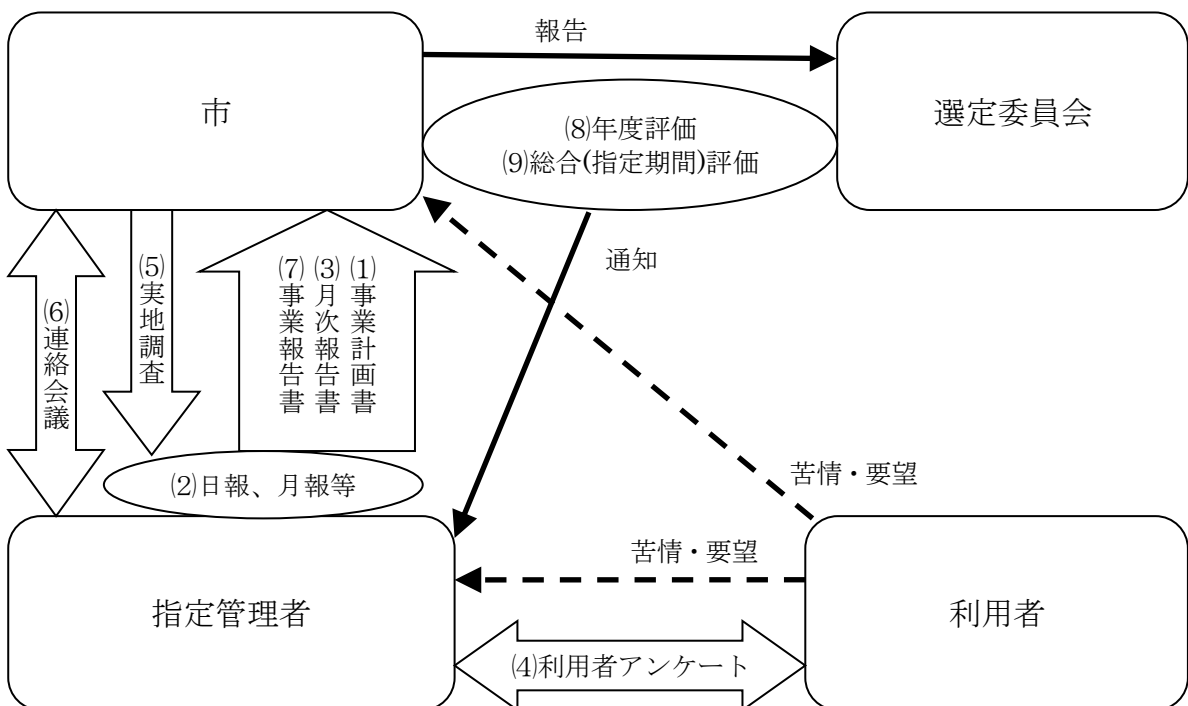 報告
市
⑻年度評価
⑼総合(指定期間)評価
選定委員会
通知
⑹連絡会議
⑸実地調査
⑴事業計画書
⑶月次報告書
⑺事業報告書
⑵日報、月報等
苦情・要望
苦情・要望
指定管理者
利用者
⑷利用者アンケート